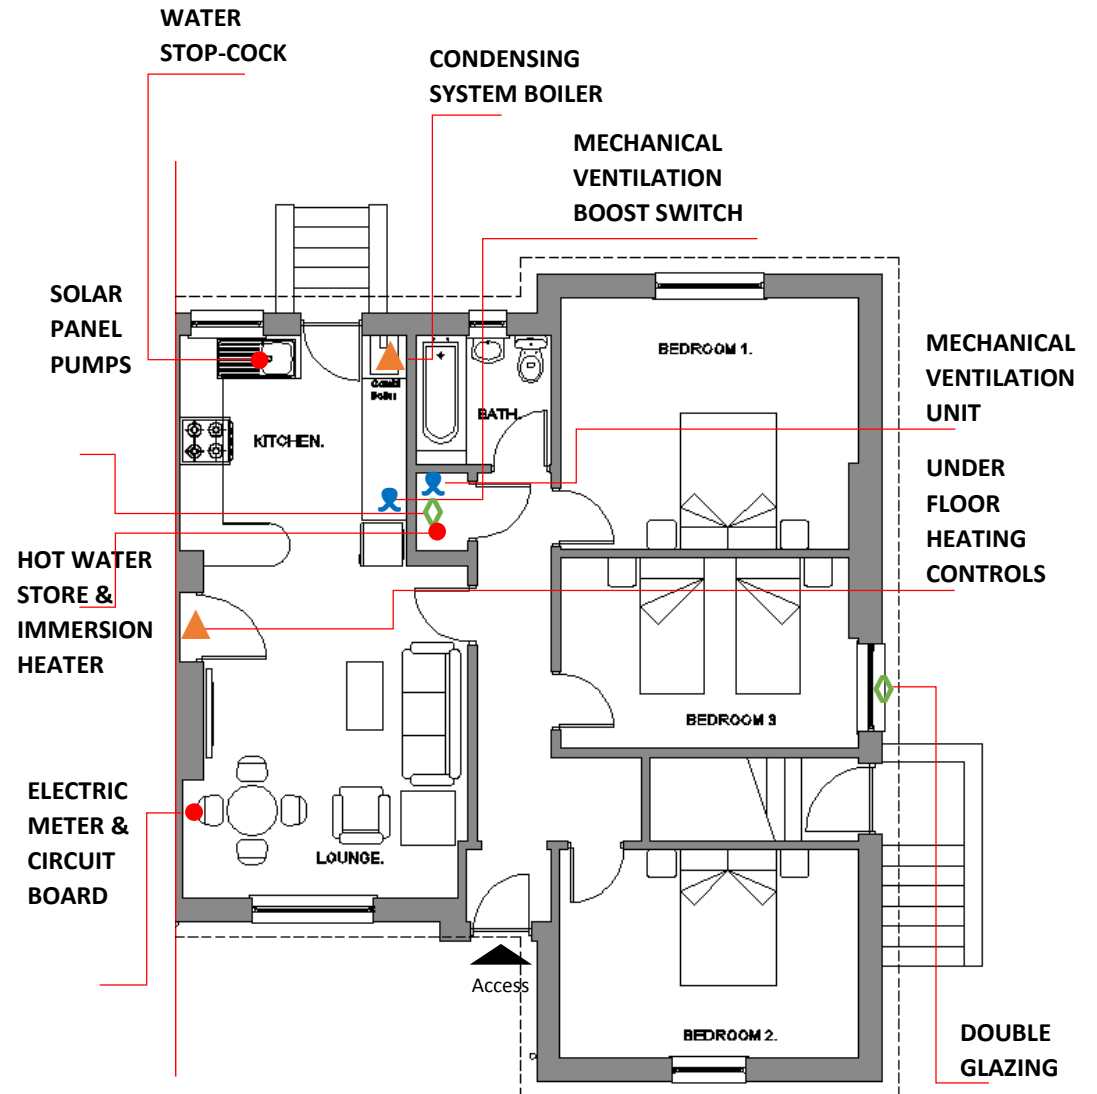 WATER
STOP-COCK
CONDENSING
SYSTEM BOILER
MECHANICAL
VENTILATION
BOOST SWITCH
SOLAR
PANEL
PUMPS
BEDROOM 1.
MECHANICAL
VENTILATION
UNIT
Combi
Boiler
BATH.
KITCHEN.
UNDER
FLOOR
HEATING
CONTROLS
HOT WATER
STORE &
IMMERSION
HEATER
BEDROOM 3
ELECTRIC
METER &
CIRCUIT
BOARD
LOUNGE.
Access
BEDROOM 2.
DOUBLE
GLAZING